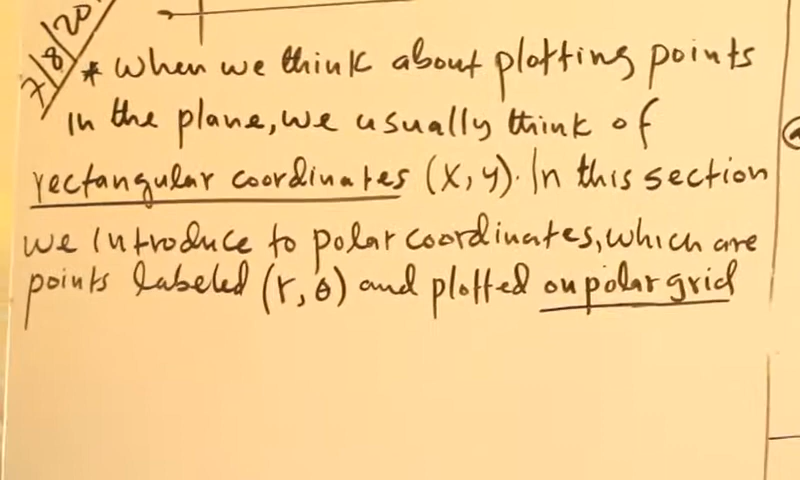 7/8/20
* When we think about plotting points
in the plane, we usually think of
rectangular coordinates (x, y). In this section
we introduce to polar coordinates, which are
points labeled (r, θ) and plotted on polar grid